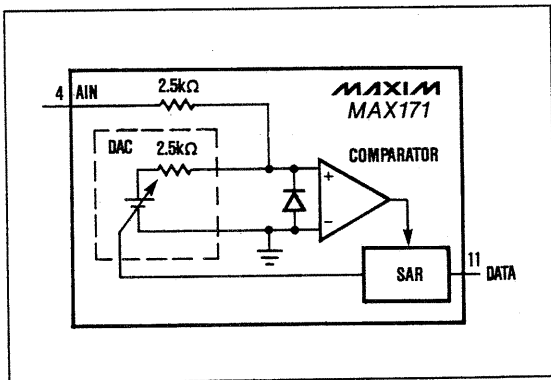 2.5kΩ
4 AIN
MAXIM
MAX171
DAC 2.5kΩ
COMPARATOR
+
−
SAR
11
DATA